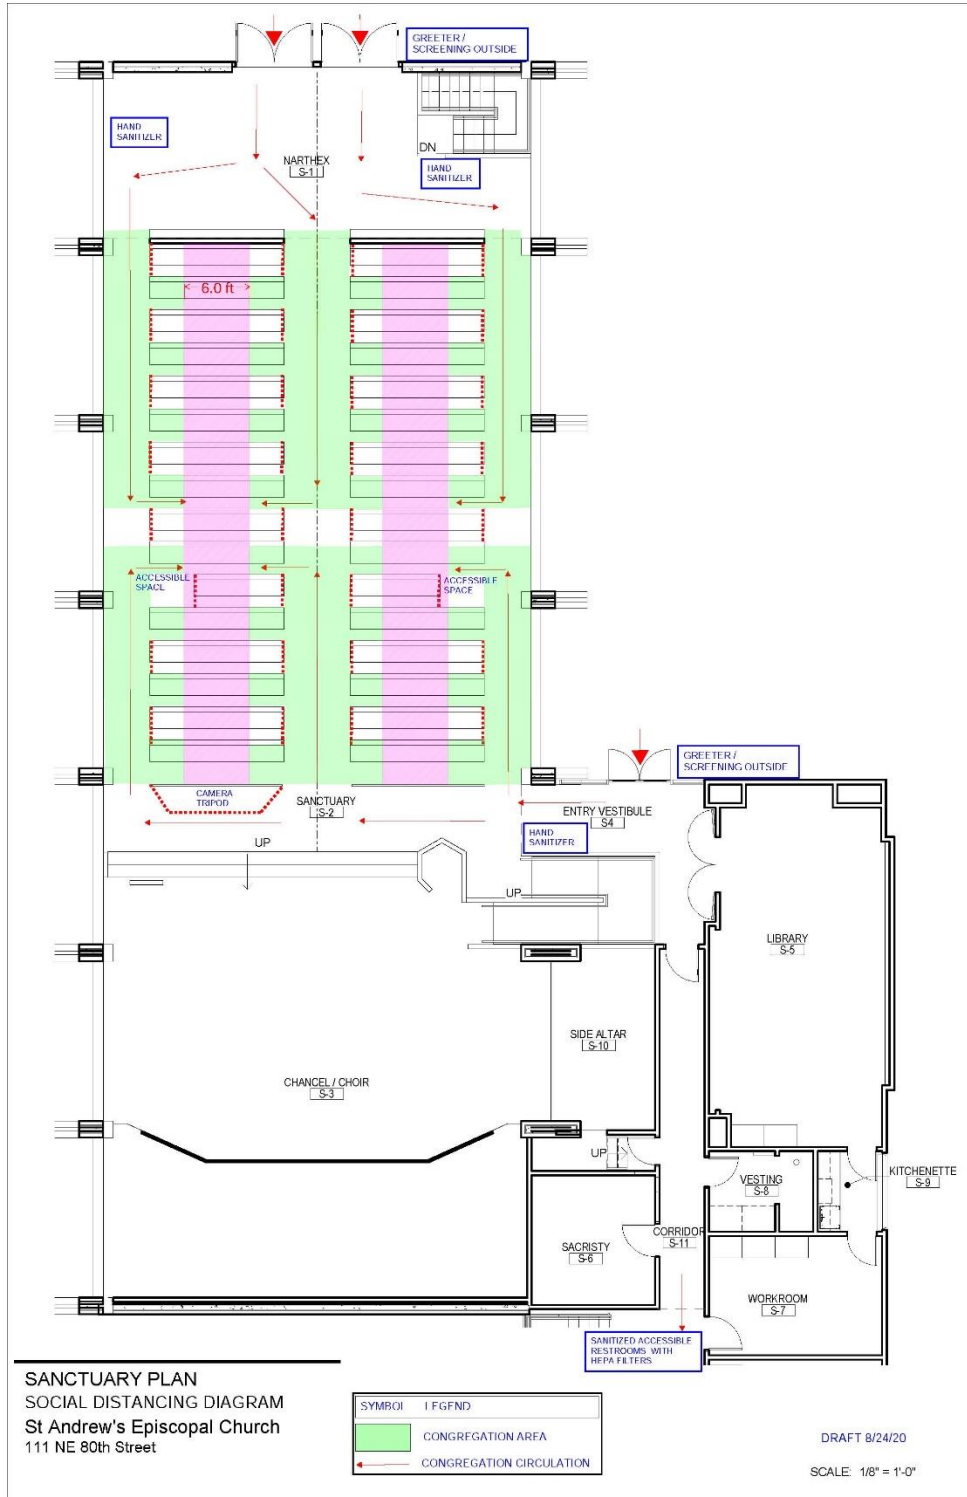 GREETER /
SCREENING OUTSIDE
HAND
SANITIZER
DN
NARTHEX
S-1
HAND
SANITIZER
6.0 ft
ACCESSIBLE
SPACE
ACCESSIBLE
SPACE
GREETER /
SCREENING OUTSIDE
CAMERA
TRIPOD
SANCTUARY
S-2
ENTRY VESTIBULE
S4
HAND
SANITIZER
UP
UP
LIBRARY
S-5
SIDE ALTAR
S-10
CHANCEL / CHOIR
S-3
UP
VESTING
S-8
KITCHENETTE
S-9
CORRIDOR
S-11
SACRISTY
S-6
WORKROOM
S-7
SANITIZED ACCESSIBLE
RESTROOMS WITH
HEPA FILTERS
SANCTUARY PLAN
SOCIAL DISTANCING DIAGRAM
St Andrew's Episcopal Church
111 NE 80th Street
SYMBOL LEGEND
CONGREGATION AREA
CONGREGATION CIRCULATION
DRAFT 8/24/20
SCALE: 1/8" = 1'-0"